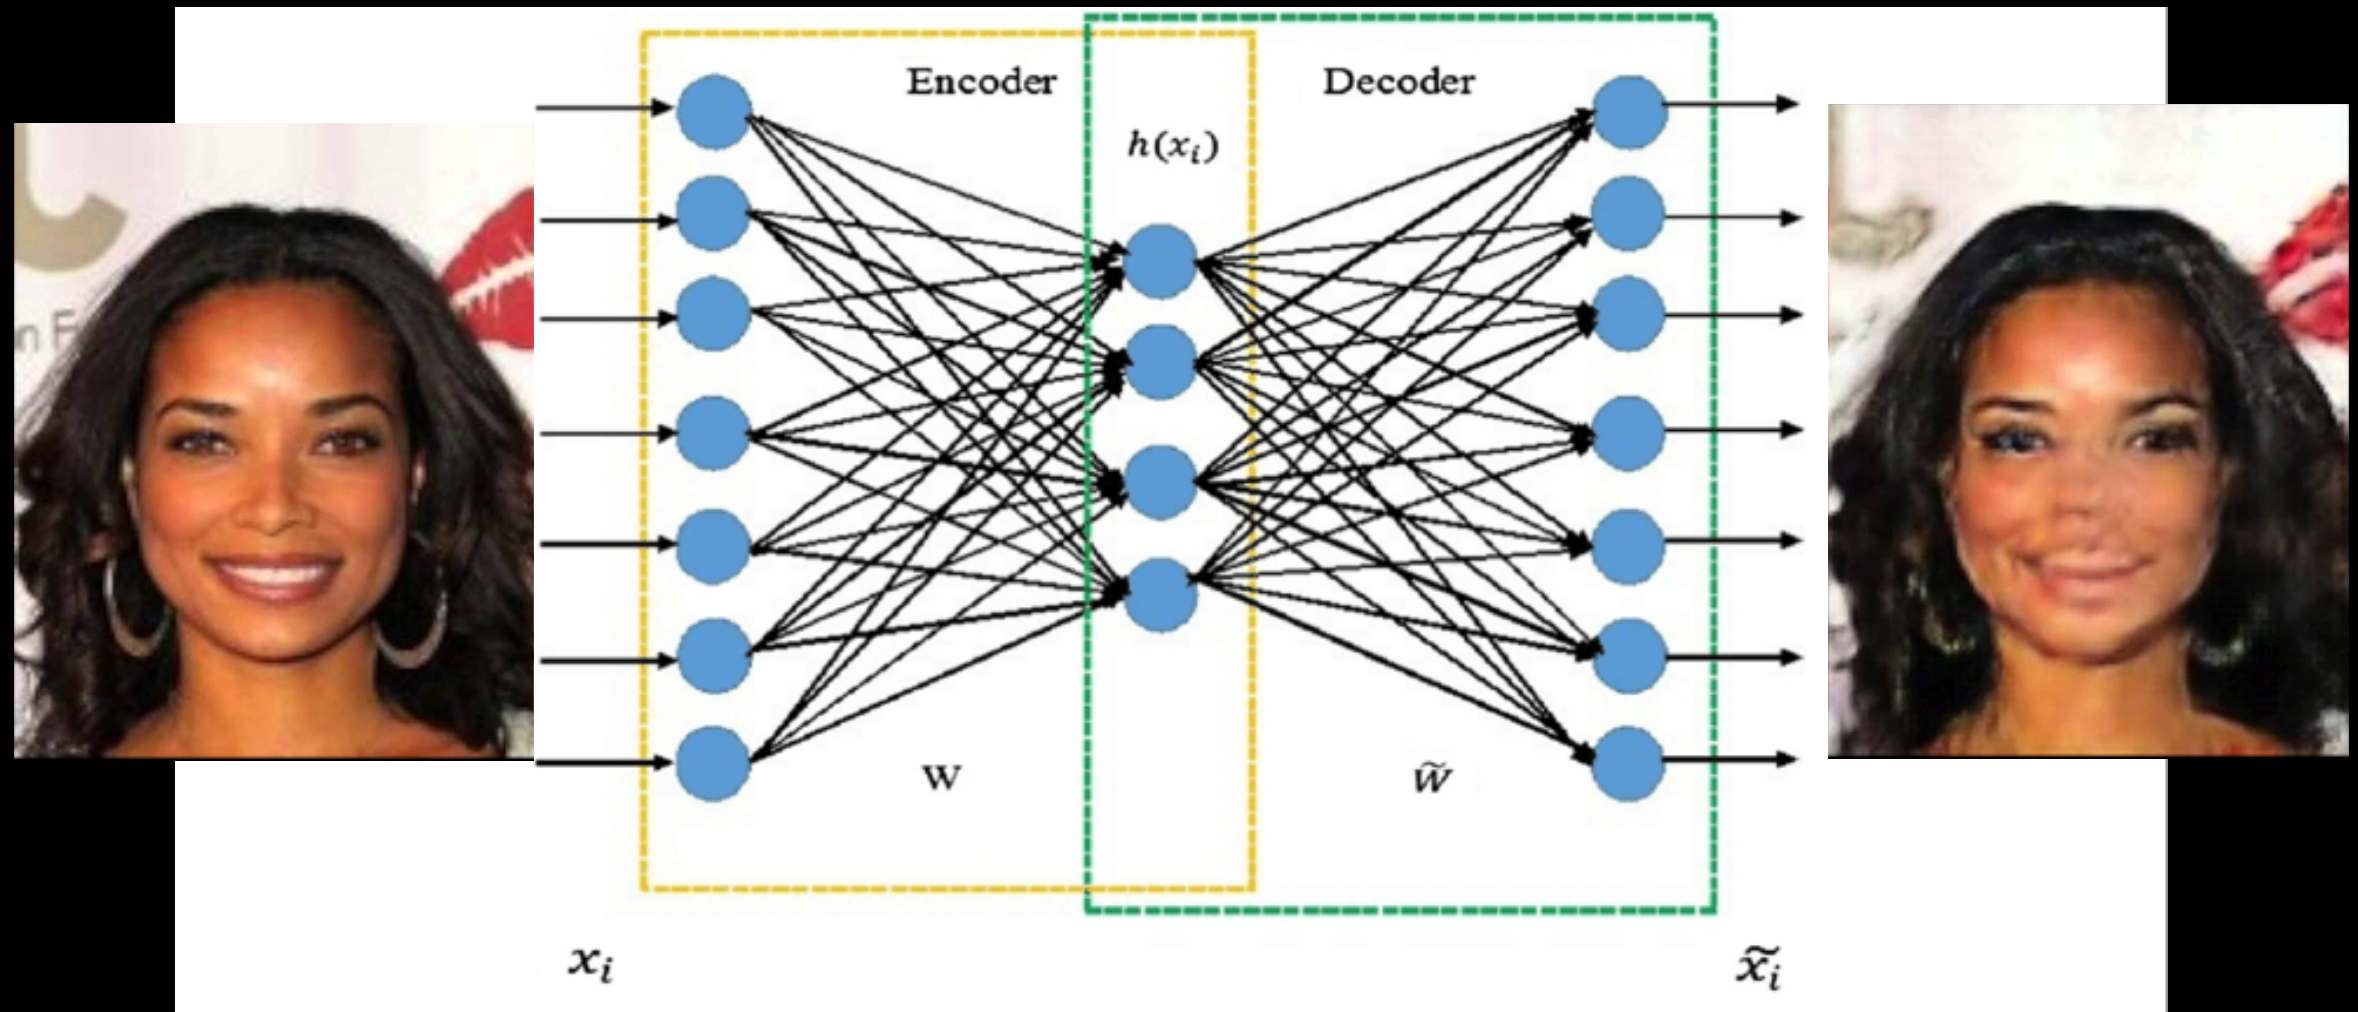 Encoder
Decoder
h(xᵢ)
n F
W
w̃
xᵢ
x̃ᵢ